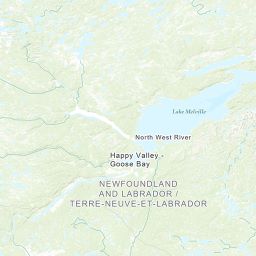 Lake Melville
North West River
Happy Valley -
Goose Bay
NEWFOUNDLAND
AND LABRADOR /
TERRE-NEUVE-ET-LABRADOR